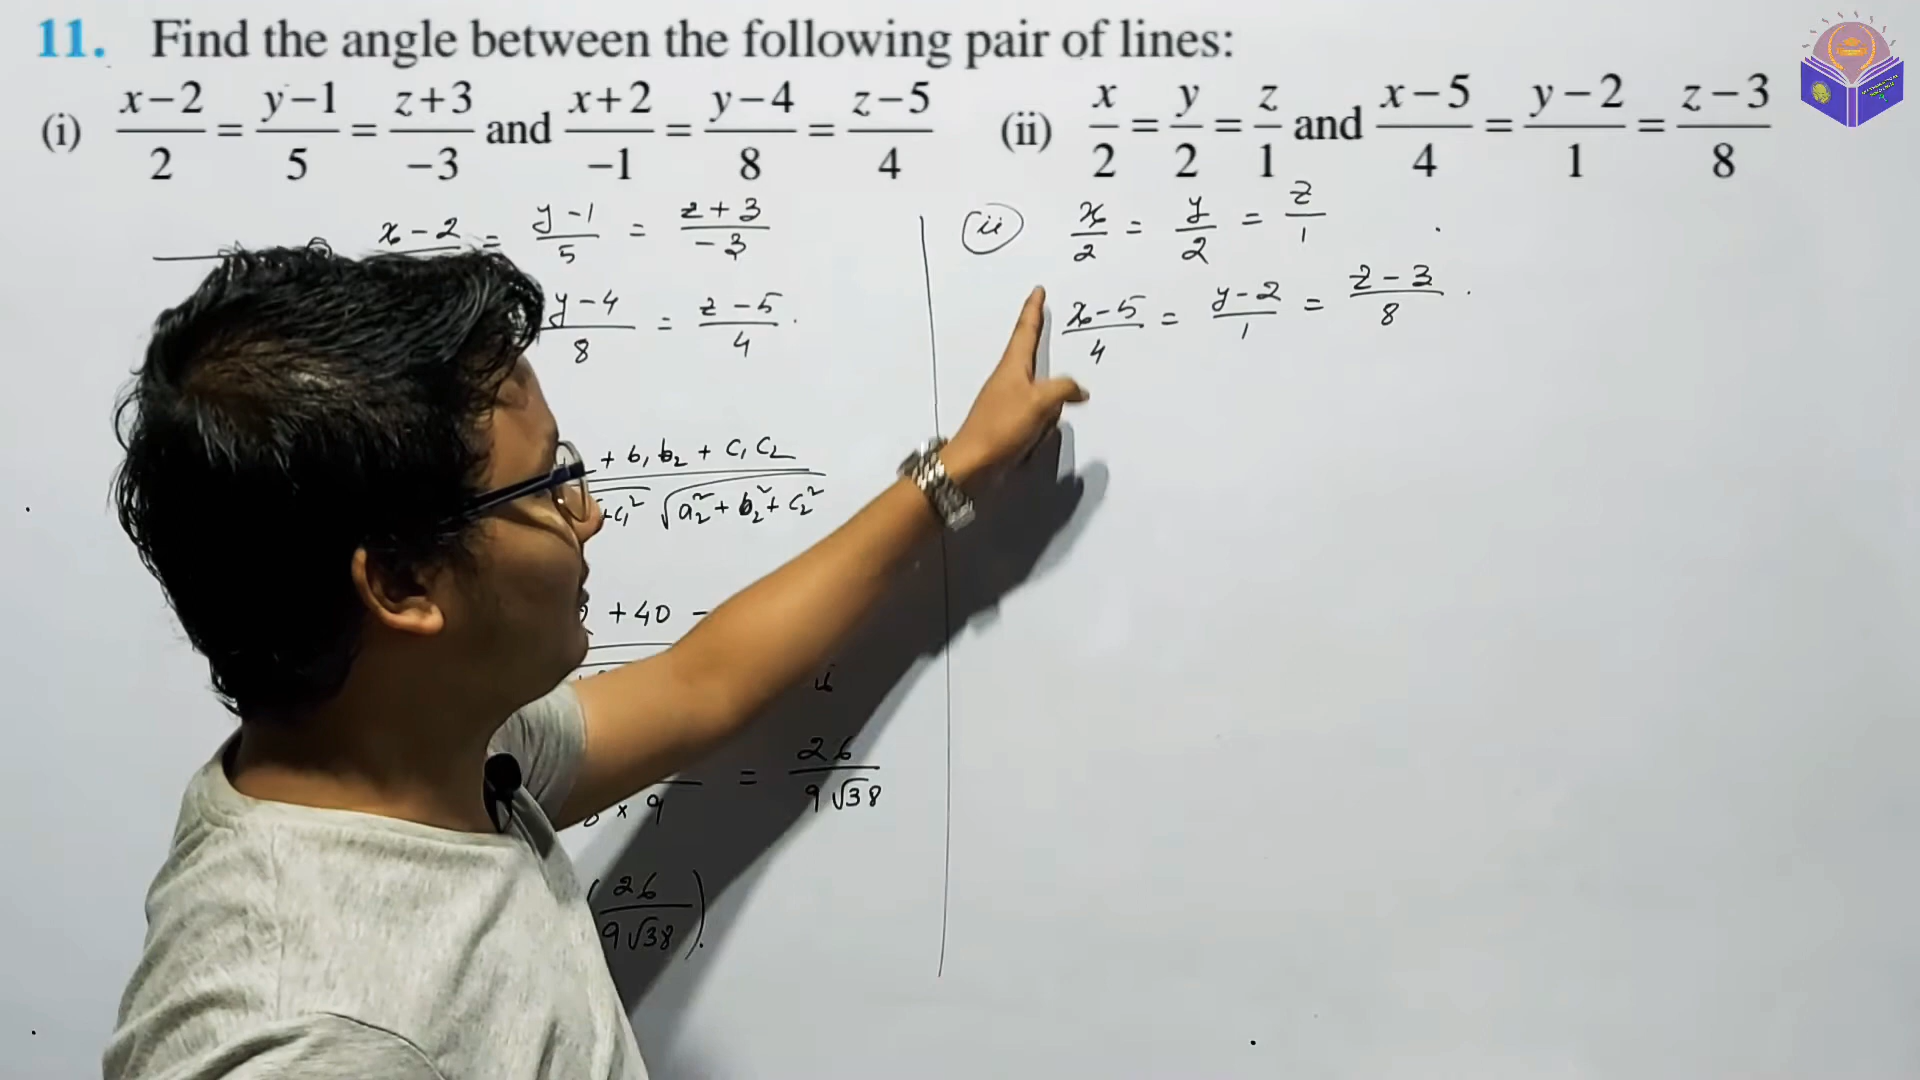 11. Find the angle between the following pair of lines:
(i) x−2/2 = y−1/5 = z+3/−3 and x+2/−1 = y−4/8 = z−5/4 (ii) x/2 = y/2 = z/1 and x−5/4 = y−2/1 = z−3/8
x−2 = y−1/5 = z+3/−3
y−4/8 = z−5/4 .
+ b₁b₂ + c₁c₂
+c₁² √a₂²+b₂²+c₂²
+40 −
× 9 = 26/9√38
(26/9√38).
(ii) x/2 = y/2 = z/1
x−5/4 = y−2/1 = z−3/8 .